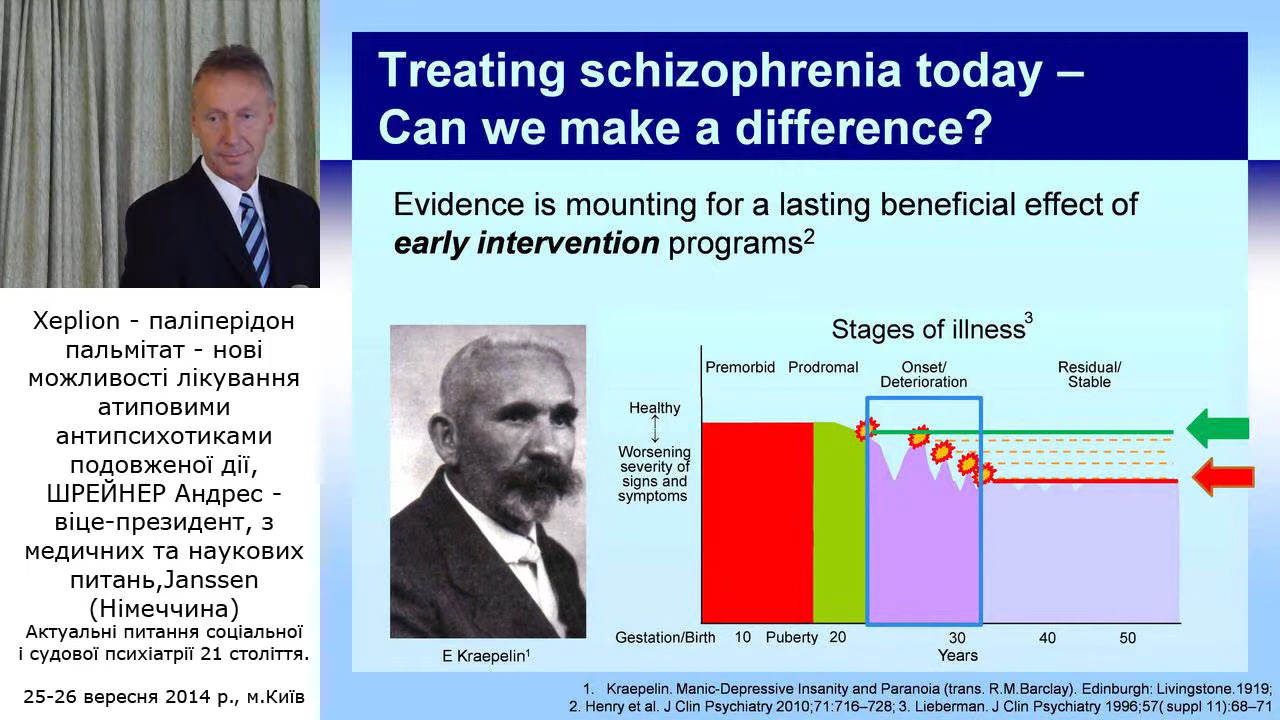 Treating schizophrenia today –
Can we make a difference?
Evidence is mounting for a lasting beneficial effect of
early intervention programs2
Stages of illness3
Premorbid
Prodromal
Onset/
Deterioration
Residual/
Stable
Healthy
Worsening
severity of
signs and
symptoms
Gestation/Birth 10 Puberty 20 30 40 50
Years
E Kraepelin1
1. Kraepelin. Manic-Depressive Insanity and Paranoia (trans. R.M.Barclay). Edinburgh: Livingstone.1919;
2. Henry et al. J Clin Psychiatry 2010;71:716–728; 3. Lieberman. J Clin Psychiatry 1996;57( suppl 11):68–71
Xeplion - паліперідон
пальмітат - нові
можливості лікування
атиповими
антипсихотиками
подовженої дії,
ШРЕЙНЕР Андрес -
віце-президент, з
медичних та наукових
питань,Janssen
(Німеччина)
Актуальні питання соціальної
і судової психіатрії 21 століття.
25-26 вересня 2014 р., м.Київ